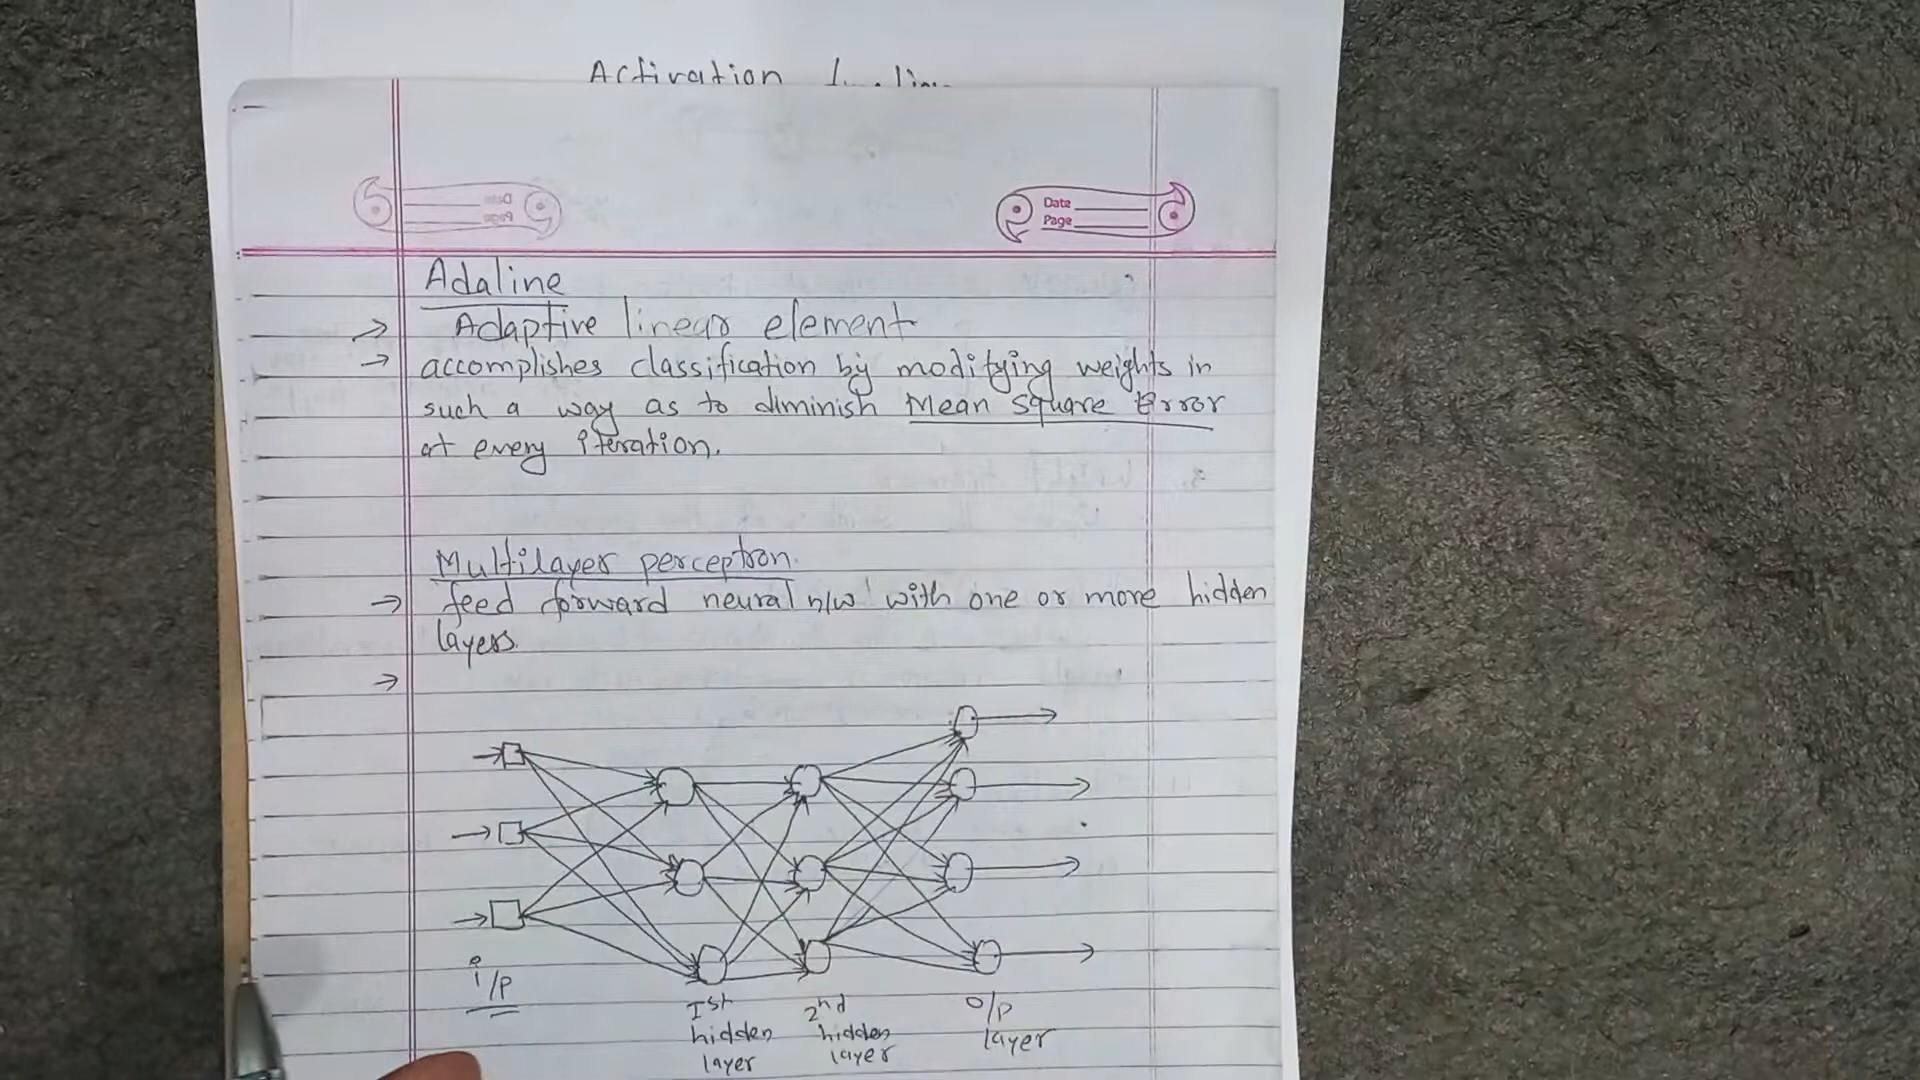 Activation
Date
Page
Adaline
→ Adaptive linear element
→ accomplishes classification by modifying weights in
such a way as to diminish Mean Square Error
at every iteration.
Multilayer perceptron.
→ feed forward neural n/w with one or more hidden
layers.
→
i/p
Ist hidden layer
2nd hidden layer
o/p layer